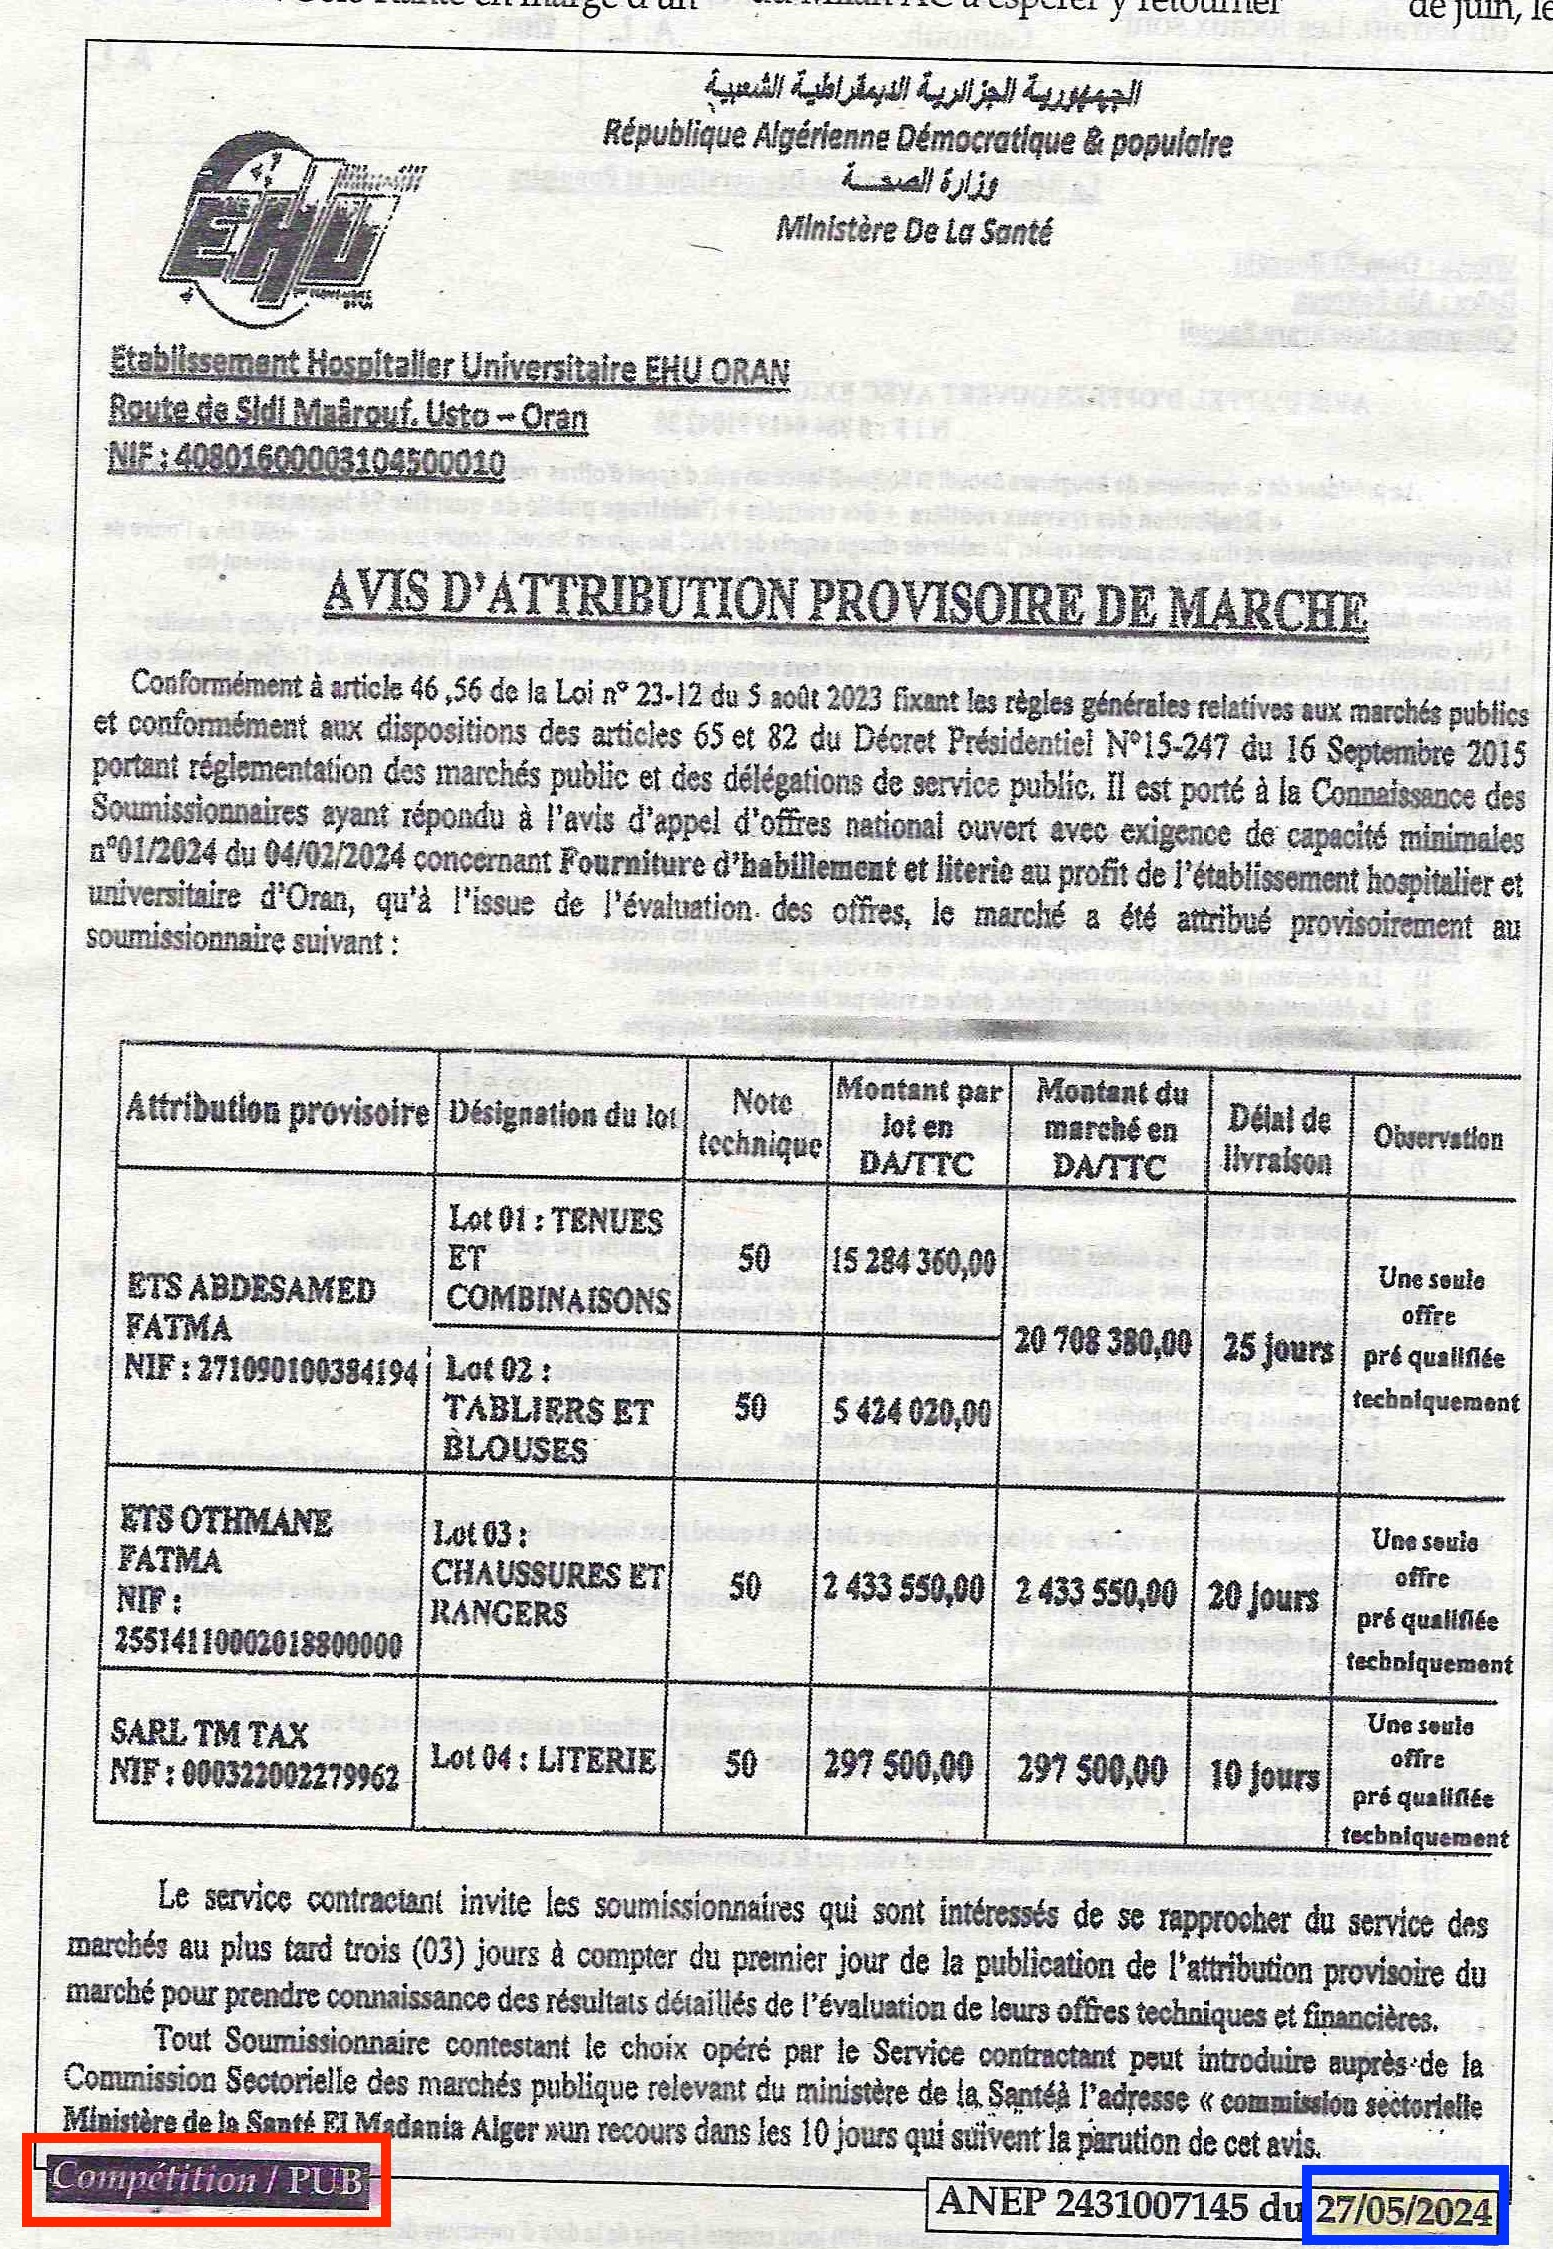 الجمهورية الجزائرية الديمقراطية الشعبية
République Algérienne Démocratique & populaire
وزارة الصحة
Ministère De La Santé
EHU
Etablissement Hospitalier Universitaire EHU ORAN
Route de Sidi Maârouf. Usto – Oran
NIF : 40801600003104500010
AVIS D'ATTRIBUTION PROVISOIRE DE MARCHE
Conformément à article 46 ,56 de la Loi n° 23-12 du 5 août 2023 fixant les règles générales relatives aux marchés publics
et conformément aux dispositions des articles 65 et 82 du Décret Présidentiel N°15-247 du 16 Septembre 2015
portant réglementation des marchés public et des délégations de service public. Il est porté à la Connaissance des
Soumissionnaires ayant répondu à l'avis d'appel d'offres national ouvert avec exigence de capacité minimales
n°01/2024 du 04/02/2024 concernant Fourniture d'habillement et literie au profit de l'établissement hospitalier et
universitaire d'Oran, qu'à l'issue de l'évaluation des offres, le marché a été attribué provisoirement au
soumissionnaire suivant :
Attribution provisoire Désignation du lot Note technique Montant par lot en DA/TTC Montant du marché en DA/TTC Délai de livraison Observation
ETS ABDESAMED
FATMA
NIF : 271090100384194
Lot 01 : TENUES
ET
COMBINAISONS
50
15 284 360,00
Lot 02 :
TABLIERS ET
BLOUSES
50
5 424 020,00
20 708 380,00
25 jours
Une seule
offre
pré qualifiée
techniquement
ETS OTHMANE
FATMA
NIF :
25514110002018800000
Lot 03 :
CHAUSSURES ET
RANGERS
50
2 433 550,00
2 433 550,00
20 jours
Une seule
offre
pré qualifiée
techniquement
SARL TM TAX
NIF : 000322002279962
Lot 04 : LITERIE
50
297 500,00
297 500,00
10 jours
Une seule
offre
pré qualifiée
techniquement
Le service contractant invite les soumissionnaires qui sont intéressés de se rapprocher du service des
marchés au plus tard trois (03) jours à compter du premier jour de la publication de l'attribution provisoire du
marché pour prendre connaissance des résultats détaillés de l'évaluation de leurs offres techniques et financières.
Tout Soumissionnaire contestant le choix opéré par le Service contractant peut introduire auprès de la
Commission Sectorielle des marchés publique relevant du ministère de la Santéà l'adresse « commission sectorielle
Ministère de la Santé El Madania Alger »un recours dans les 10 jours qui suivent la parution de cet avis.
Compétition / PUB
ANEP 2431007145 du 27/05/2024